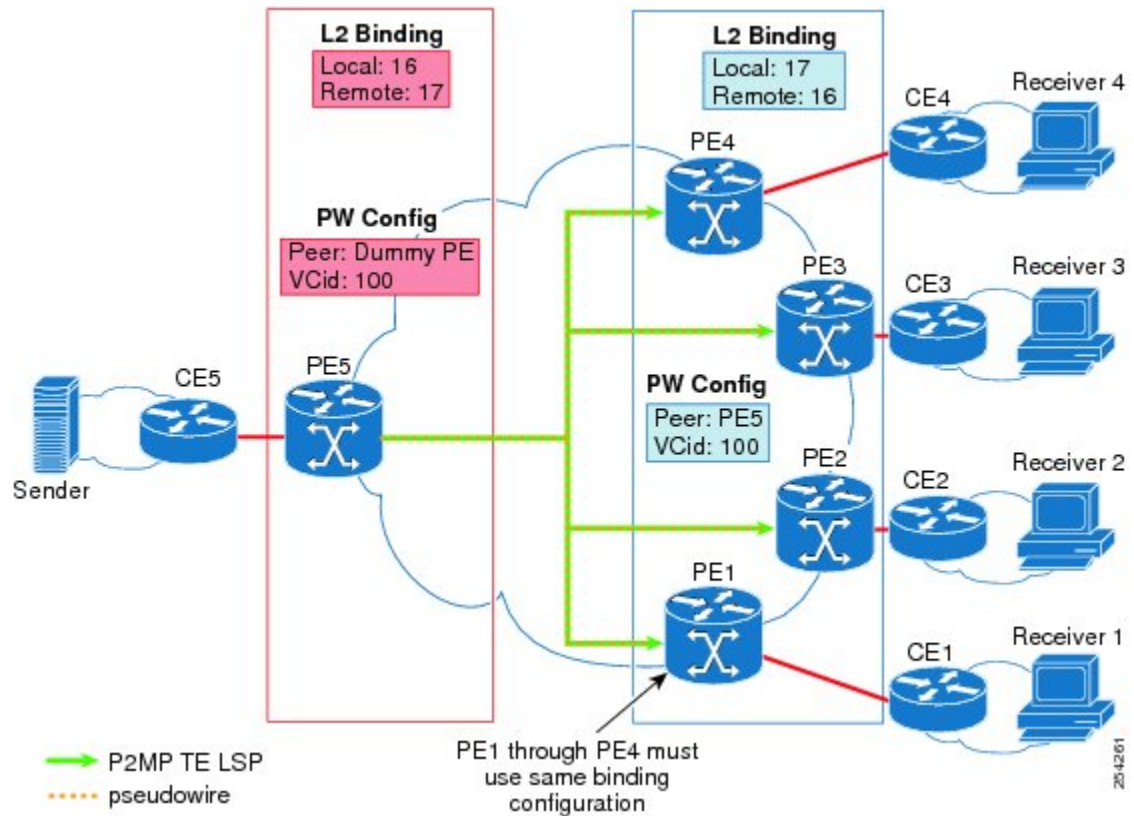 L2 Binding
Local: 16
Remote: 17
L2 Binding
Local: 17
Remote: 16
CE4
Receiver 4
PE4
PW Config
Peer: Dummy PE
VCid: 100
PE3
CE3
Receiver 3
CE5
PE5
PW Config
Peer: PE5
VCid: 100
Sender
PE2
CE2
Receiver 2
PE1
CE1
Receiver 1
P2MP TE LSP
pseudowire
PE1 through PE4 must
use same binding
configuration
254261